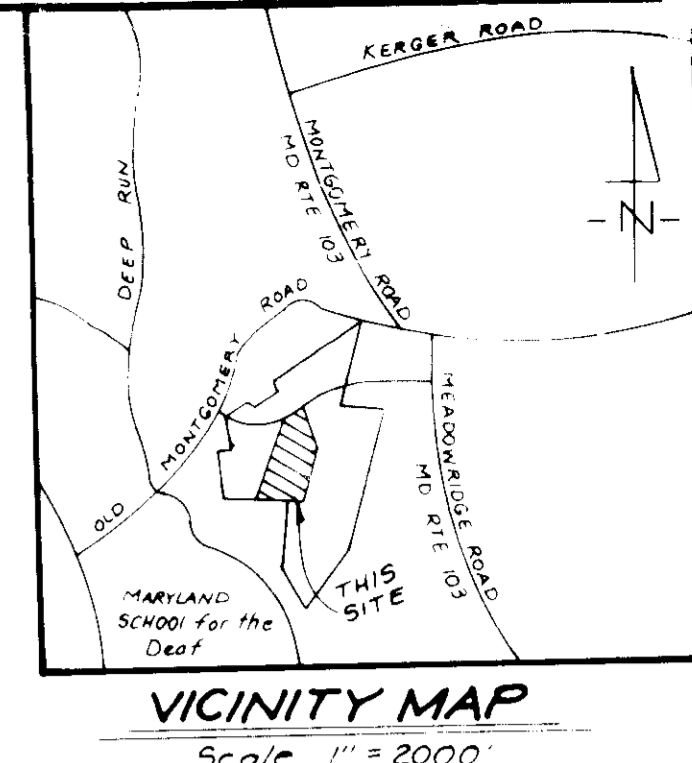 KERGER ROAD
MONTGOMERY ROAD
MD RTE 103
DEEP RUN
- N -
OLD MONTGOMERY ROAD
MEADOWRIDGE ROAD
MD RTE 103
THIS
SITE
MARYLAND
SCHOOL for the
Deaf
VICINITY MAP
Scale 1" = 2000'